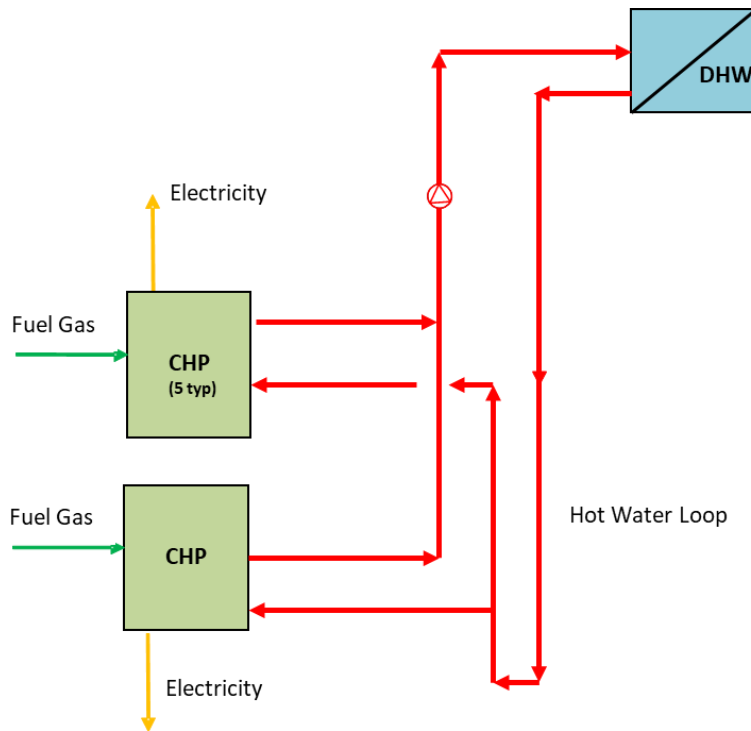 DHW
Electricity
Fuel Gas
CHP
(5 typ)
Fuel Gas
Hot Water Loop
CHP
Electricity